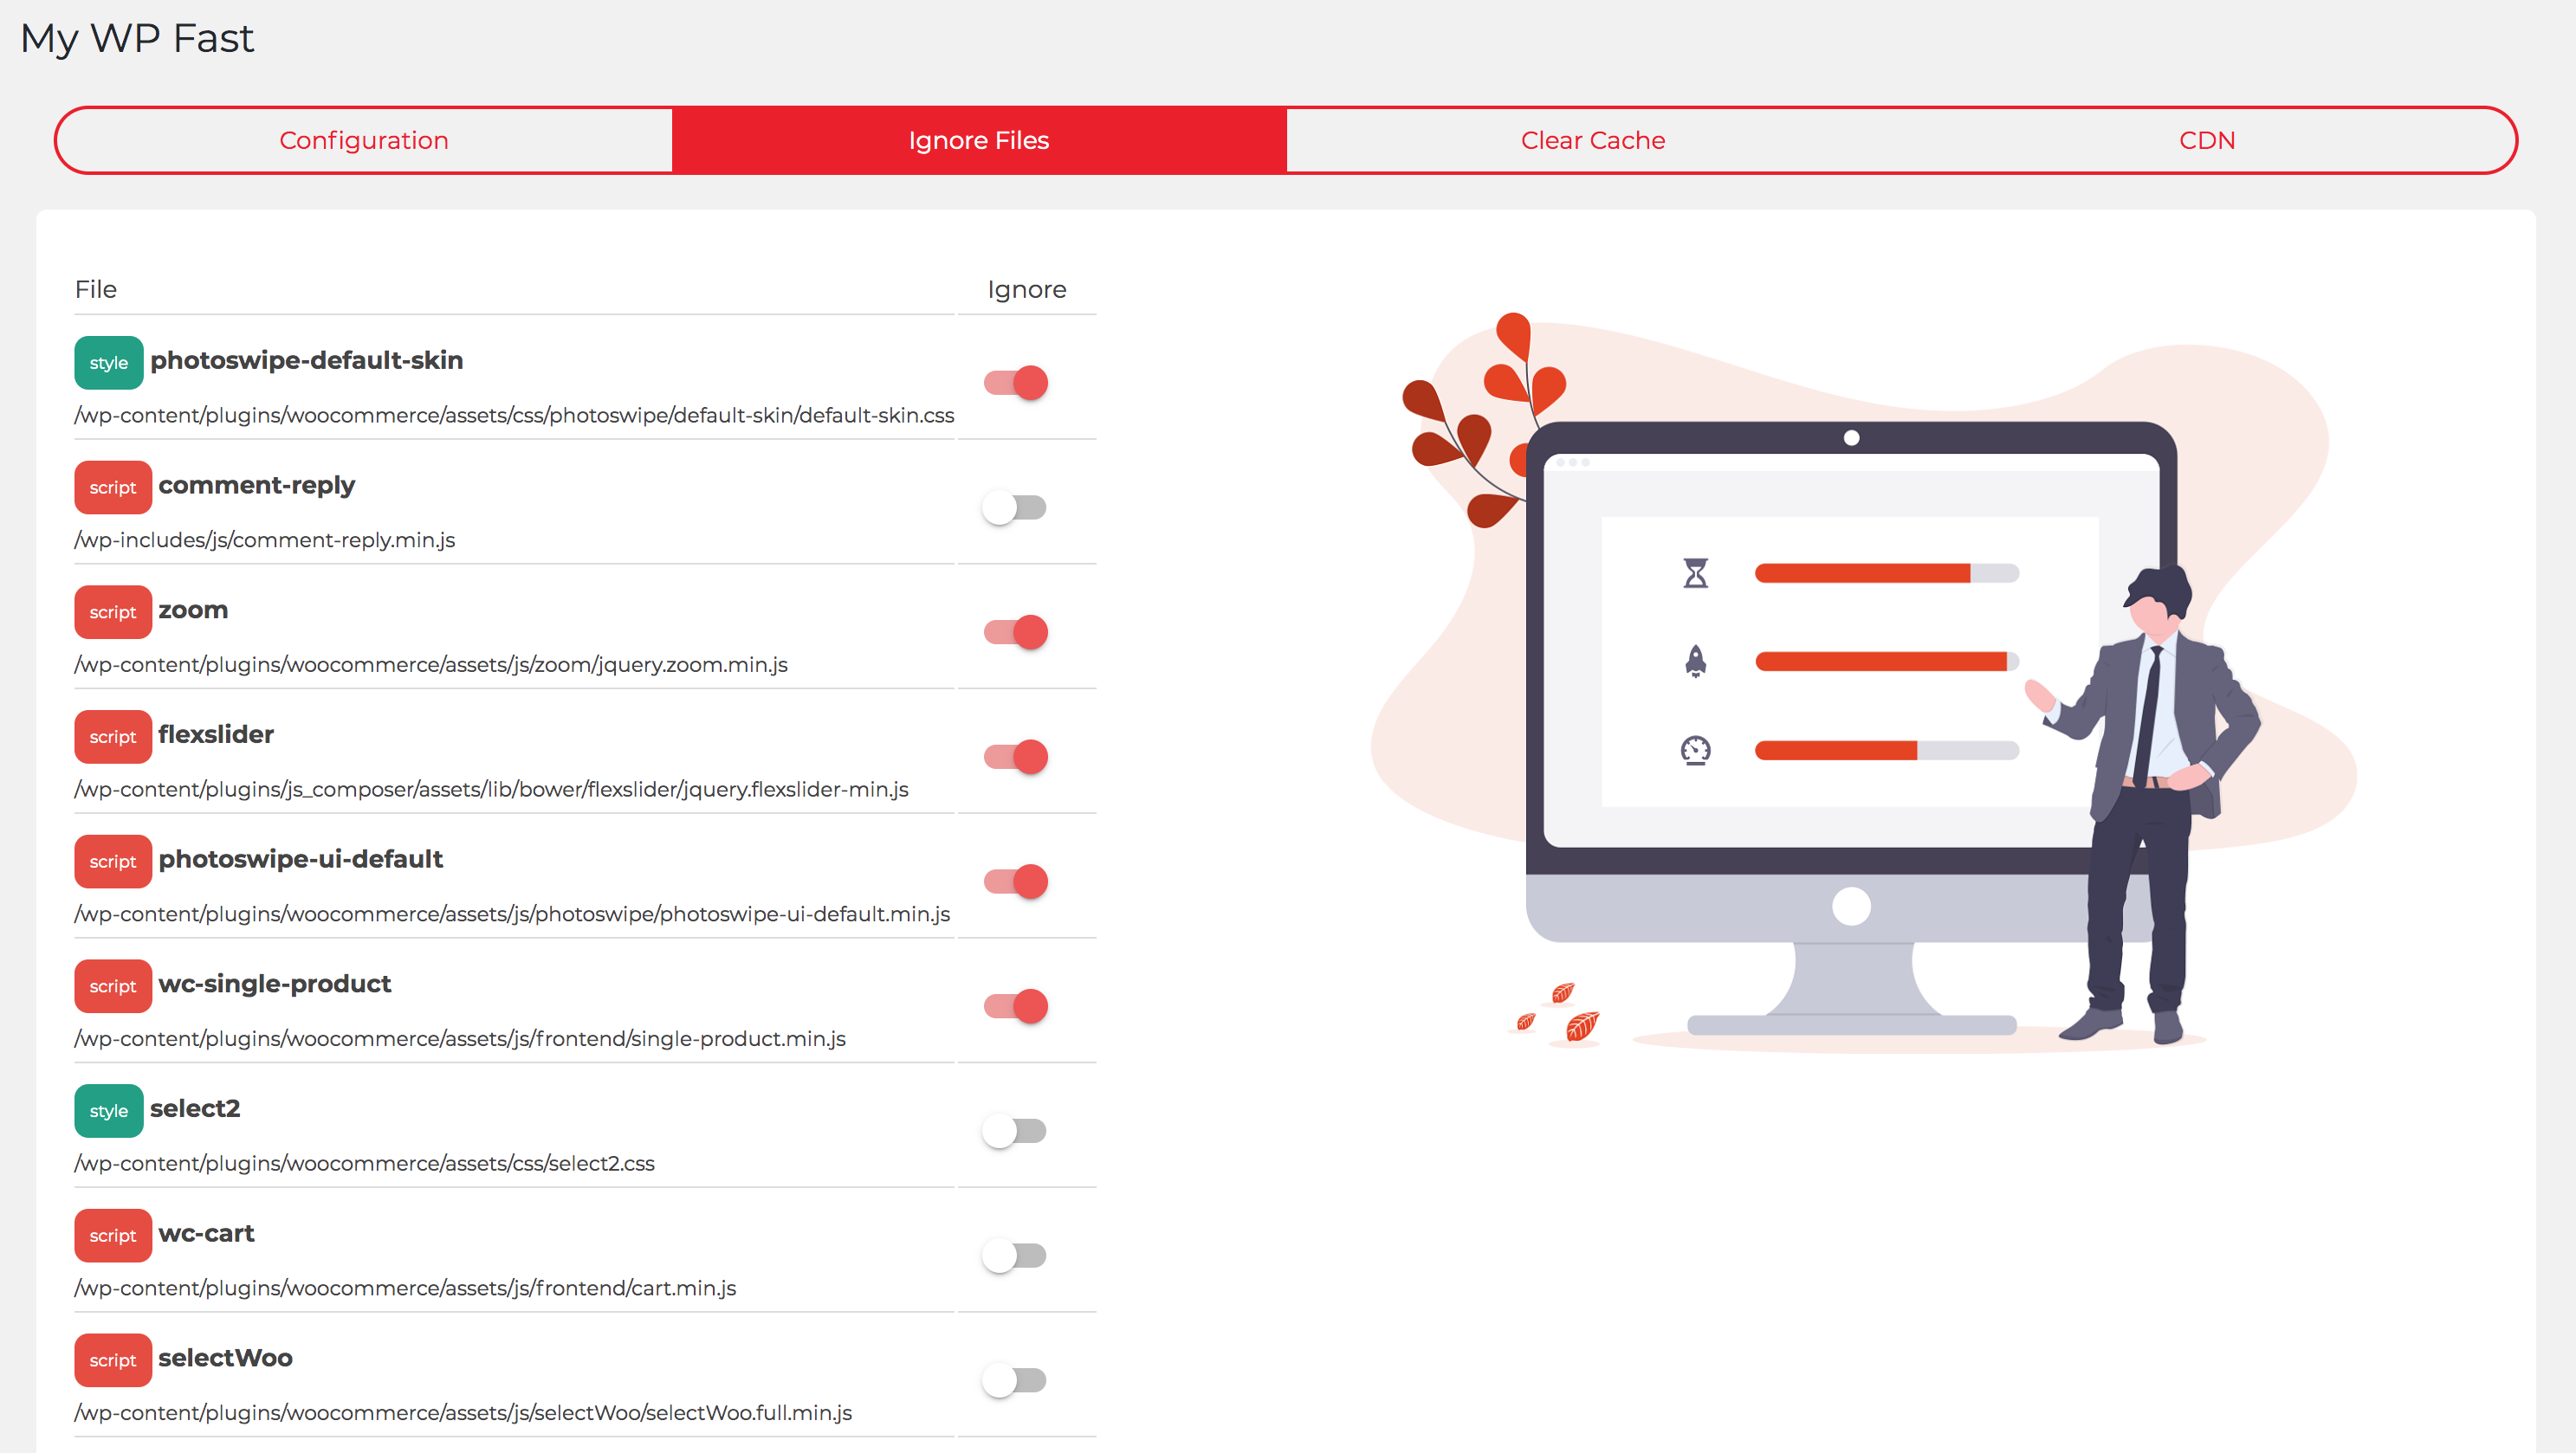 My WP Fast
Configuration
Ignore Files
Clear Cache
CDN
File
Ignore
style photoswipe-default-skin
/wp-content/plugins/woocommerce/assets/css/photoswipe/default-skin/default-skin.css
script comment-reply
/wp-includes/js/comment-reply.min.js
script zoom
/wp-content/plugins/woocommerce/assets/js/zoom/jquery.zoom.min.js
script flexslider
/wp-content/plugins/js_composer/assets/lib/bower/flexslider/jquery.flexslider-min.js
script photoswipe-ui-default
/wp-content/plugins/woocommerce/assets/js/photoswipe/photoswipe-ui-default.min.js
script wc-single-product
/wp-content/plugins/woocommerce/assets/js/frontend/single-product.min.js
style select2
/wp-content/plugins/woocommerce/assets/css/select2.css
script wc-cart
/wp-content/plugins/woocommerce/assets/js/frontend/cart.min.js
script selectWoo
/wp-content/plugins/woocommerce/assets/js/selectWoo/selectWoo.full.min.js